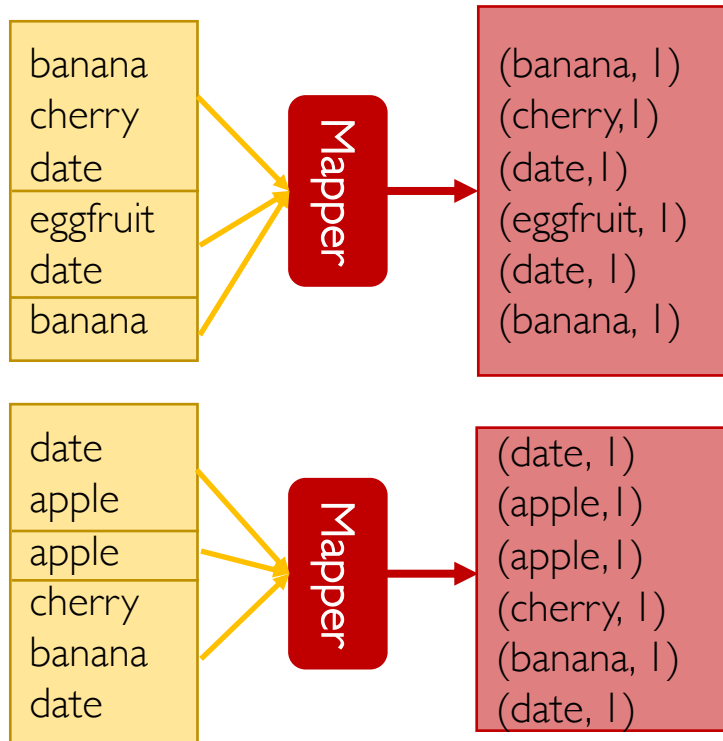 banana
cherry
date
eggfruit
date
banana
Mapper
(banana, 1)
(cherry,1)
(date,1)
(eggfruit, 1)
(date, 1)
(banana, 1)
date
apple
apple
cherry
banana
date
Mapper
(date, 1)
(apple,1)
(apple,1)
(cherry, 1)
(banana, 1)
(date, 1)